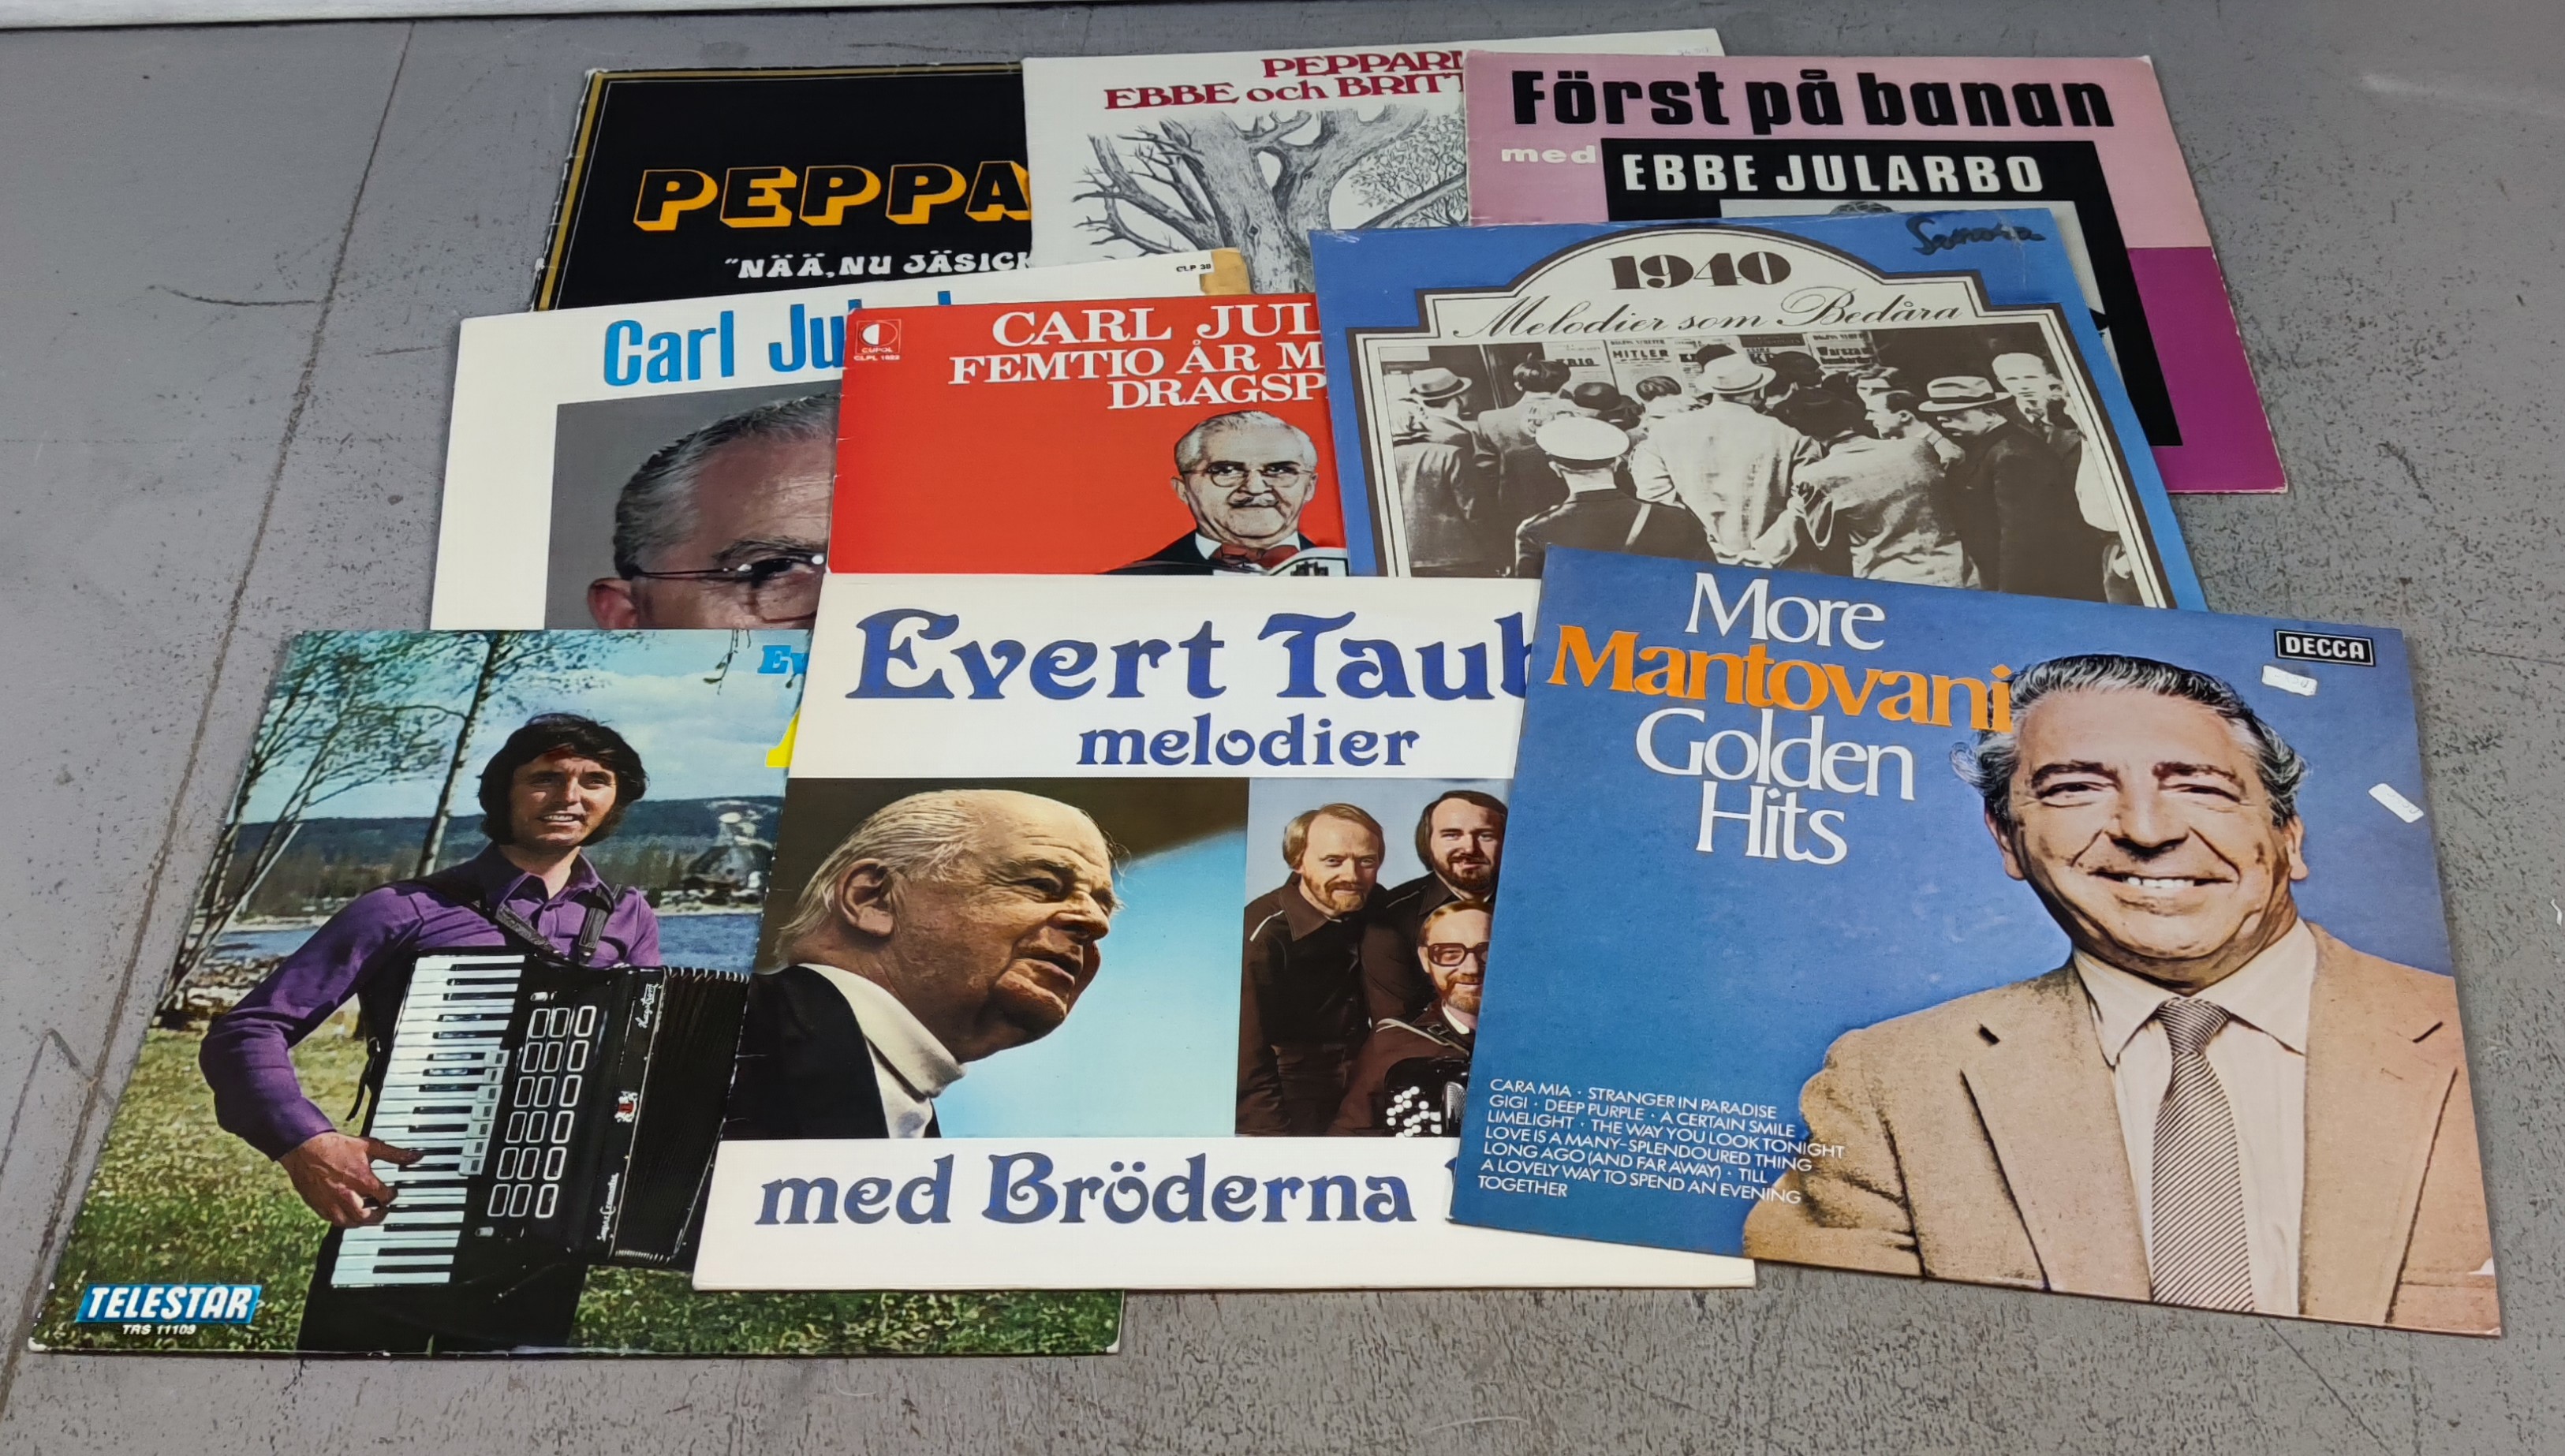 PEPPA
"NÄÄ, NU JÄSICK
PEPPAR
EBBE och BRITT
Först på banan
med EBBE JULARBO
CLP 38
Carl Jul
CUPOL
CLPL 1023
CARL JUL
FEMTIO ÅR M
DRAGSP
1940
Melodier som Bedåra
HITLER
Ev
TELESTAR
TRS 11103
Evert Taub
melodier
med Bröderna
More
Mantovani
Golden
Hits
DECCA
CARA MIA · STRANGER IN PARADISE
GIGI · DEEP PURPLE · A CERTAIN SMILE
LIMELIGHT · THE WAY YOU LOOK TONIGHT
LOVE IS A MANY-SPLENDOURED THING
LONG AGO (AND FAR AWAY) · TILL
A LOVELY WAY TO SPEND AN EVENING
TOGETHER